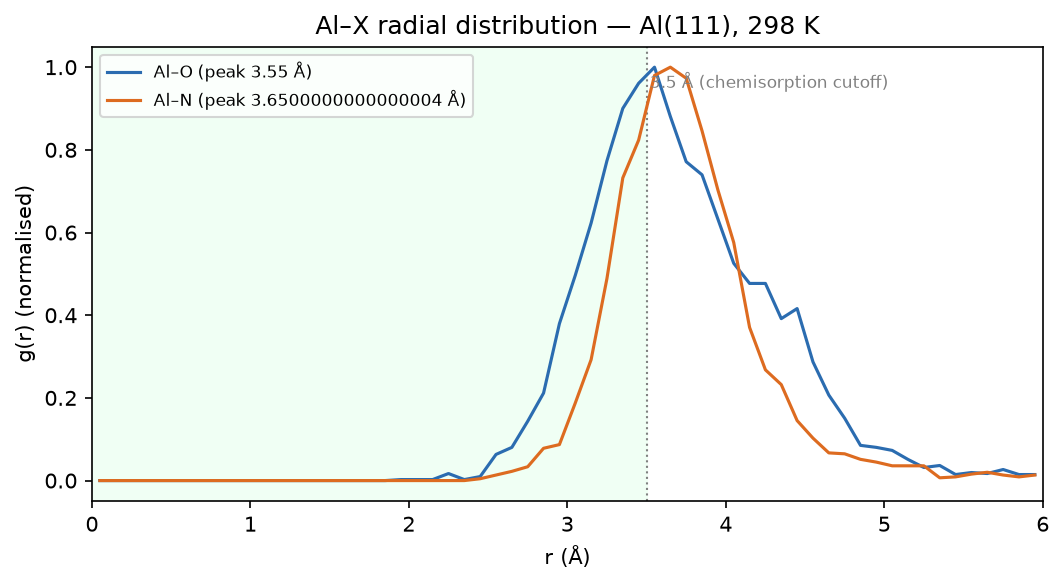 Al–X radial distribution — Al(111), 298 K
Al–O (peak 3.55 Å)
Al–N (peak 3.6500000000000004 Å)
3.5 Å (chemisorption cutoff)
g(r) (normalised)
1.0
0.8
0.6
0.4
0.2
0.0
0 1 2 3 4 5 6
r (Å)